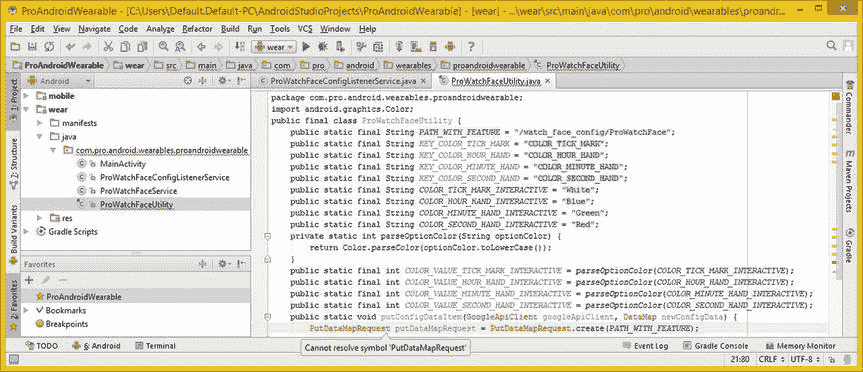 ProAndroidWearable - [C:\Users\Default.Default-PC\AndroidStudioProjects\ProAndroidWearable] - [wear] - ...\wear\src\main\java\com\pro\android\wearables\proandr
File Edit View Navigate Code Analyze Refactor Build Run Tools VCS Window Help
wear
ProAndroidWearable wear src main java com pro android wearables proandroidwearable ProWatchFaceUtility
Android
ProWatchFaceConfigListenerService.java ProWatchFaceUtility.java
1: Project
Z: Structure
Build Variants
2: Favorites
mobile
wear
manifests
java
com.pro.android.wearables.proandroidwearable
MainActivity
ProWatchFaceConfigListenerService
ProWatchFaceService
ProWatchFaceUtility
res
Gradle Scripts
Favorites
ProAndroidWearable
Bookmarks
Breakpoints
package com.pro.android.wearables.proandroidwearable;
import android.graphics.Color;
public final class ProWatchFaceUtility {
public static final String PATH_WITH_FEATURE = "/watch_face_config/ProWatchFace";
public static final String KEY_COLOR_TICK_MARK = "COLOR_TICK_MARK";
public static final String KEY_COLOR_HOUR_HAND = "COLOR_HOUR_HAND";
public static final String KEY_COLOR_MINUTE_HAND = "COLOR_MINUTE_HAND";
public static final String KEY_COLOR_SECOND_HAND = "COLOR_SECOND_HAND";
public static final String COLOR_TICK_MARK_INTERACTIVE = "White";
public static final String COLOR_HOUR_HAND_INTERACTIVE = "Blue";
public static final String COLOR_MINUTE_HAND_INTERACTIVE = "Green";
public static final String COLOR_SECOND_HAND_INTERACTIVE = "Red";
private static int parseOptionColor(String optionColor) {
return Color.parseColor(optionColor.toLowerCase());
}
public static final int COLOR_VALUE_TICK_MARK_INTERACTIVE = parseOptionColor(COLOR_TICK_MARK_INTERACTIVE);
public static final int COLOR_VALUE_HOUR_HAND_INTERACTIVE = parseOptionColor(COLOR_HOUR_HAND_INTERACTIVE);
public static final int COLOR_VALUE_MINUTE_HAND_INTERACTIVE = parseOptionColor(COLOR_MINUTE_HAND_INTERACTIVE);
public static final int COLOR_VALUE_SECOND_HAND_INTERACTIVE = parseOptionColor(COLOR_SECOND_HAND_INTERACTIVE);
public static void putConfigDataItem(GoogleApiClient googleApiClient, DataMap newConfigData) {
PutDataMapRequest putDataMapRequest = PutDataMapRequest.create(PATH_WITH_FEATURE);
Cannot resolve symbol 'PutDataMapRequest'
Commander
Maven Projects
Gradle
TODO 6: Android Terminal Event Log Gradle Console Memory Monitor
21:80 CRLF UTF-8